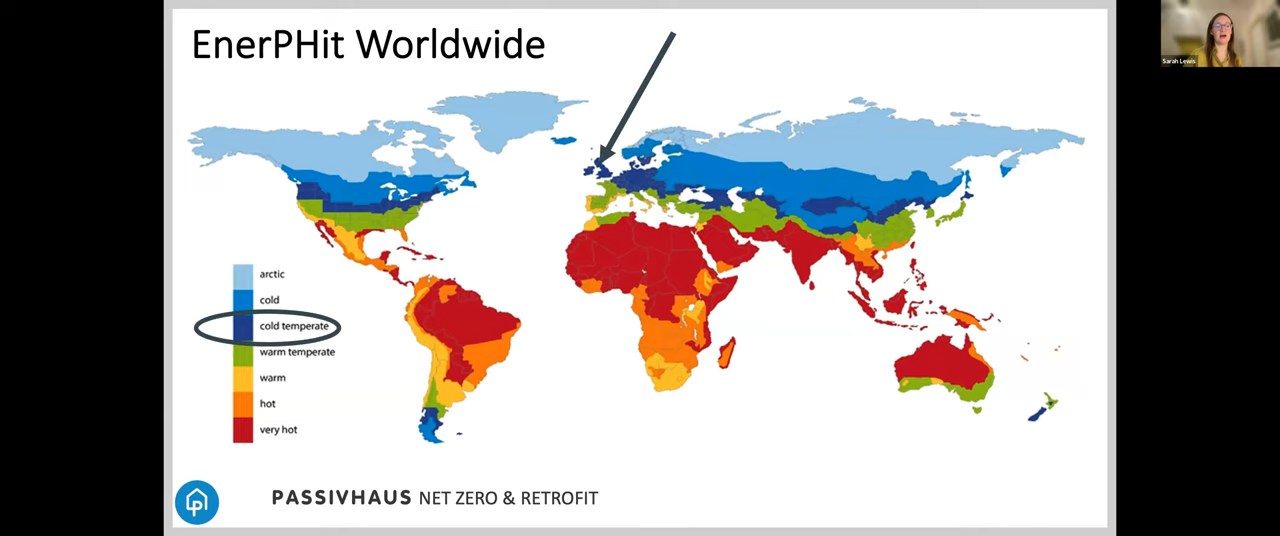 EnerPHit Worldwide
Sarah Lewis
arctic
cold
cold temperate
warm temperate
warm
hot
very hot
PASSIVHAUS NET ZERO & RETROFIT